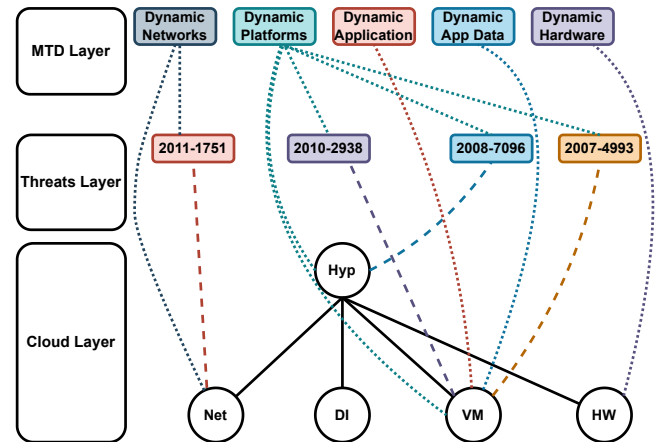 MTD Layer
Dynamic
Networks
Dynamic
Platforms
Dynamic
Application
Dynamic
App Data
Dynamic
Hardware
Threats Layer
2011-1751
2010-2938
2008-7096
2007-4993
Cloud Layer
Hyp
Net
DI
VM
HW